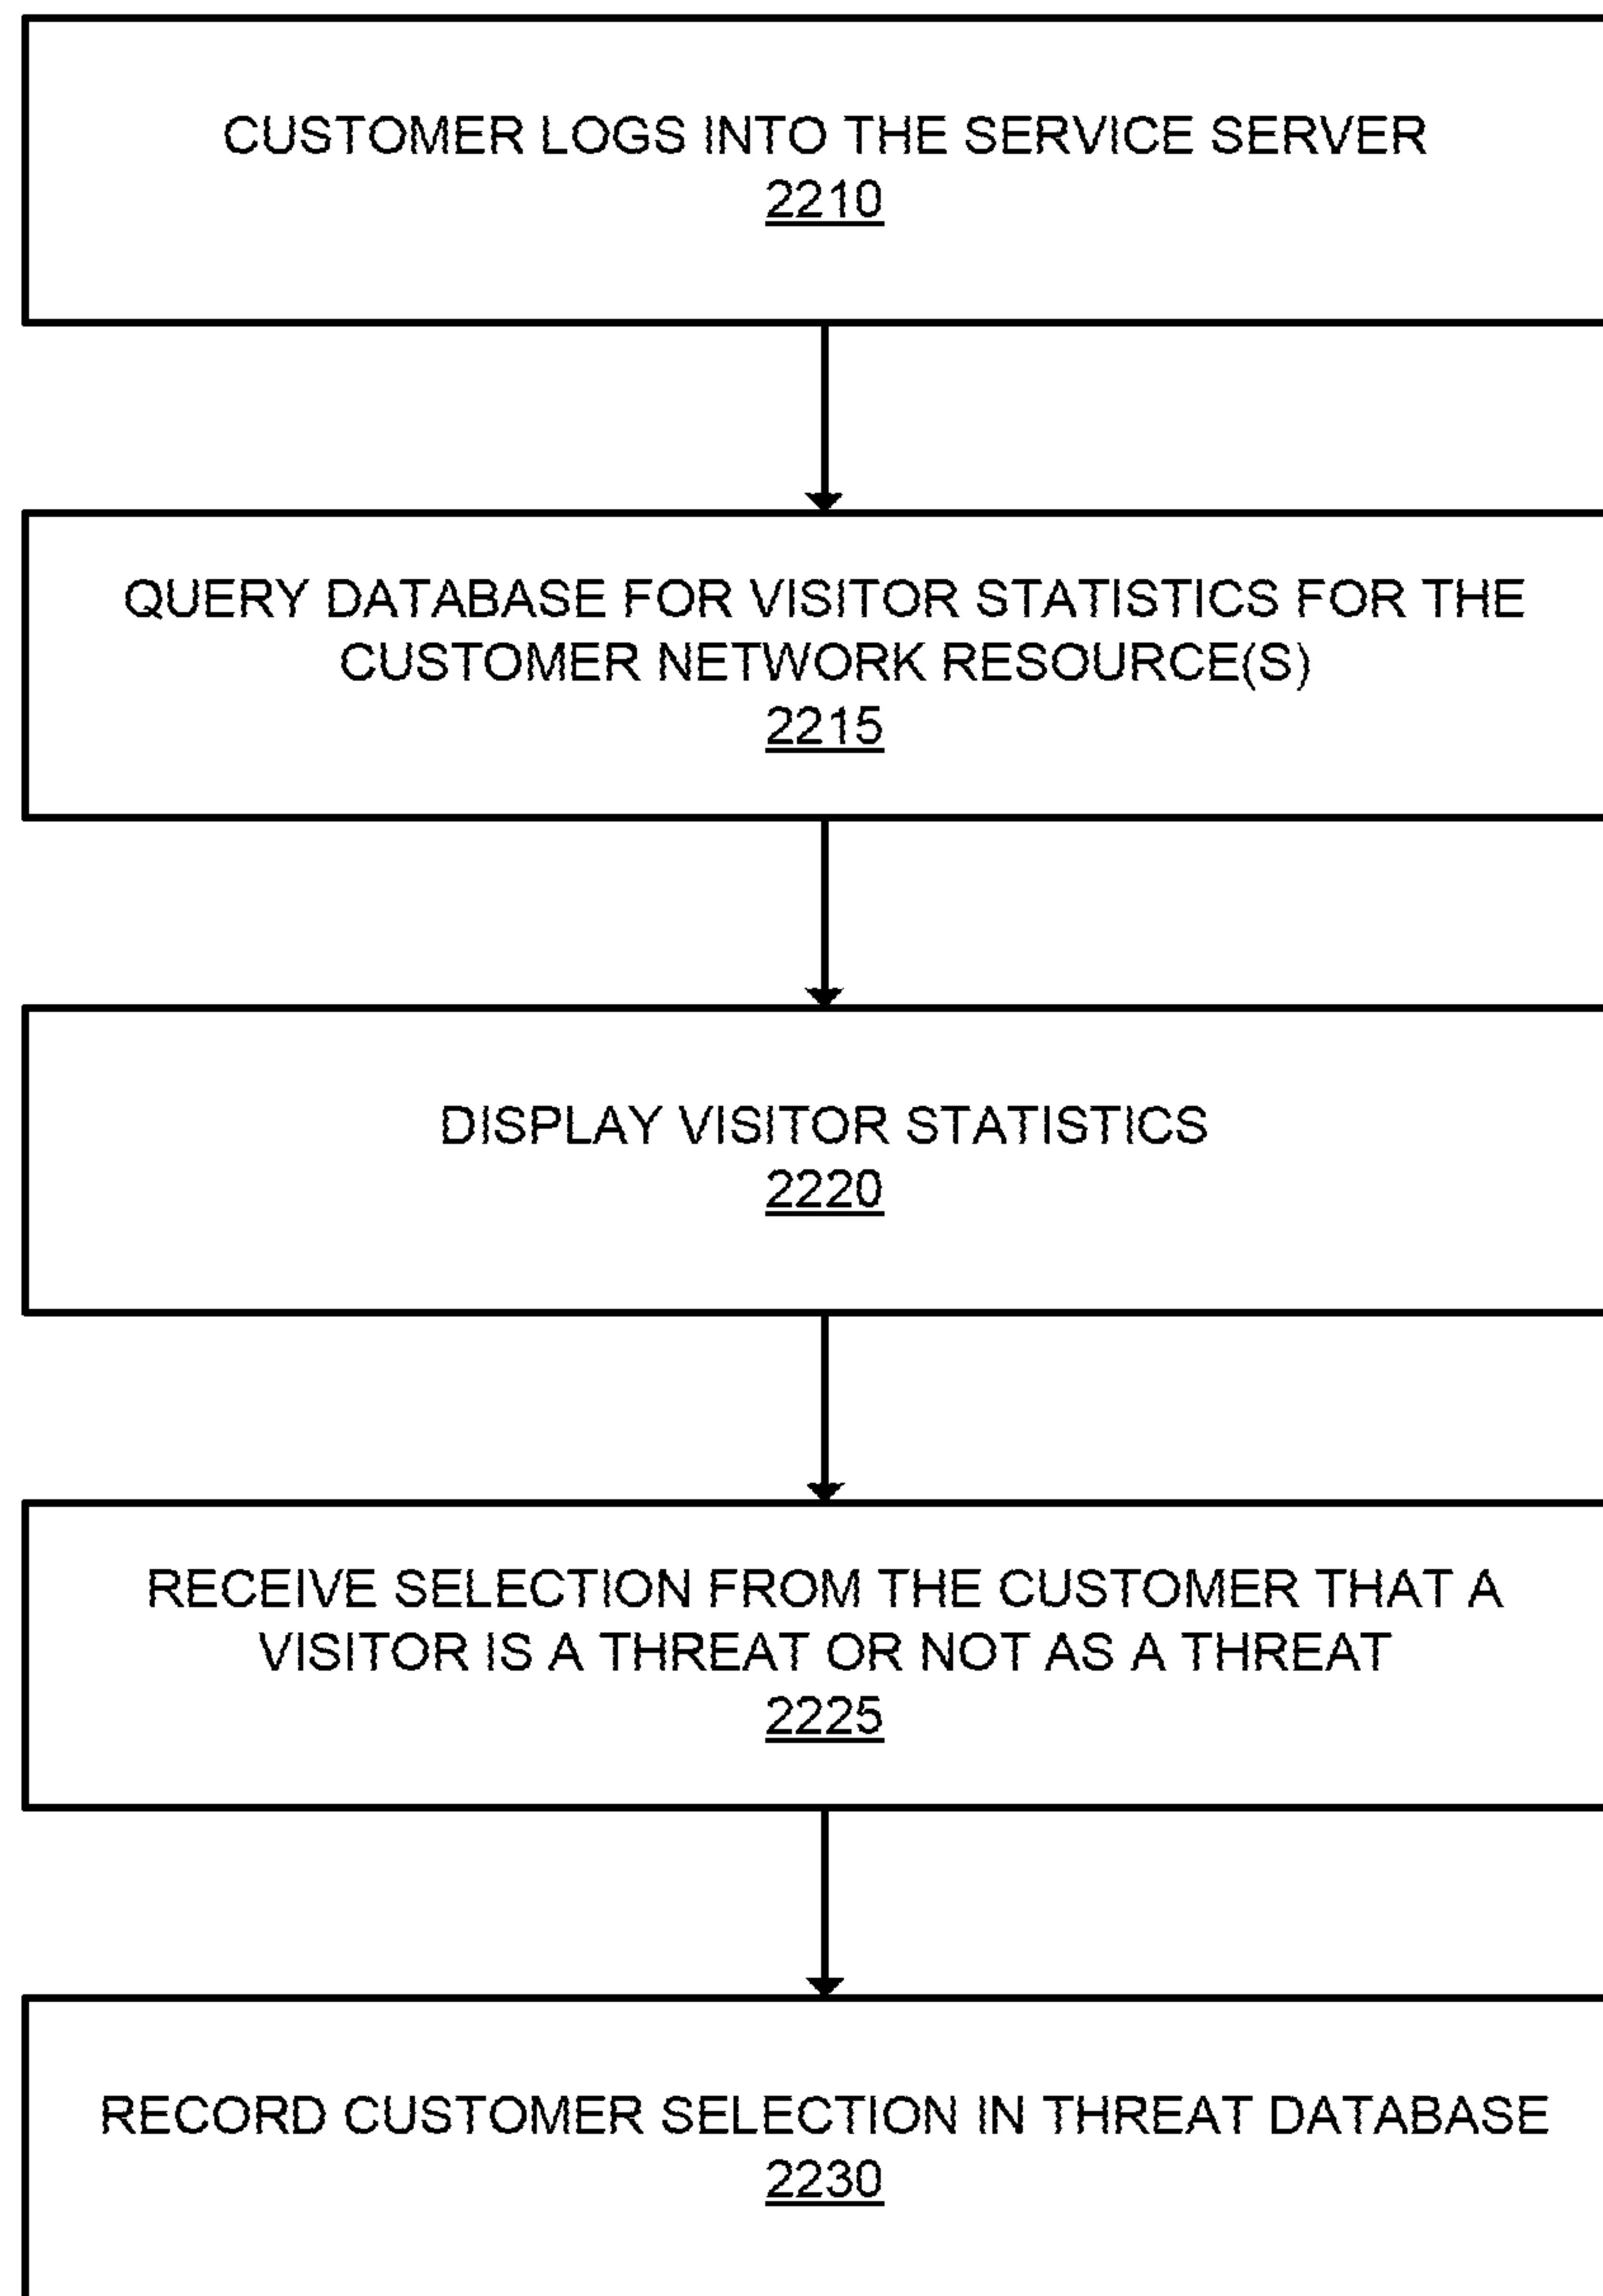 CUSTOMER LOGS INTO THE SERVICE SERVER
2210
QUERY DATABASE FOR VISITOR STATISTICS FOR THE
CUSTOMER NETWORK RESOURCE(S)
2215
DISPLAY VISITOR STATISTICS
2220
RECEIVE SELECTION FROM THE CUSTOMER THAT A
VISITOR IS A THREAT OR NOT AS A THREAT
2225
RECORD CUSTOMER SELECTION IN THREAT DATABASE
2230